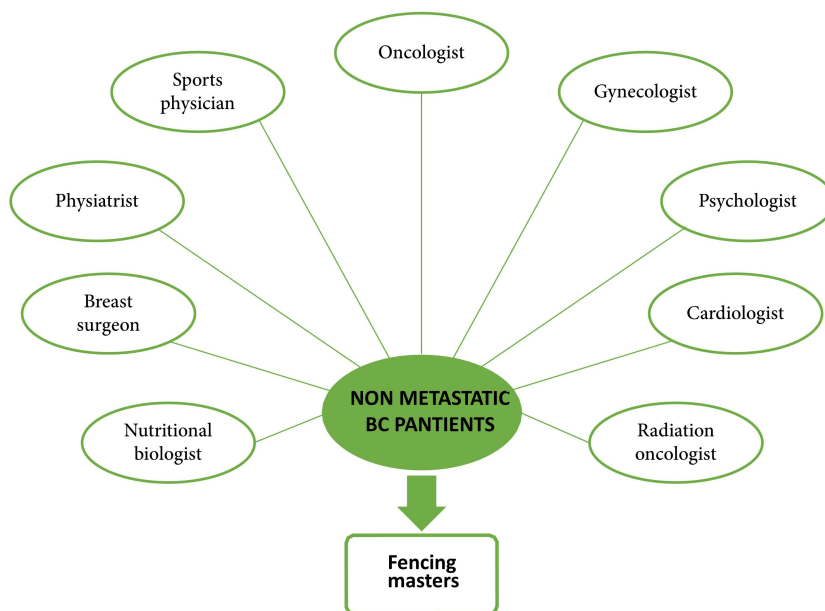 Oncologist
Sports
physician
Gynecologist
Physiatrist
Psychologist
Breast
surgeon
Cardiologist
NON METASTATIC
BC PANTIENTS
Nutritional
biologist
Radiation
oncologist
Fencing
masters